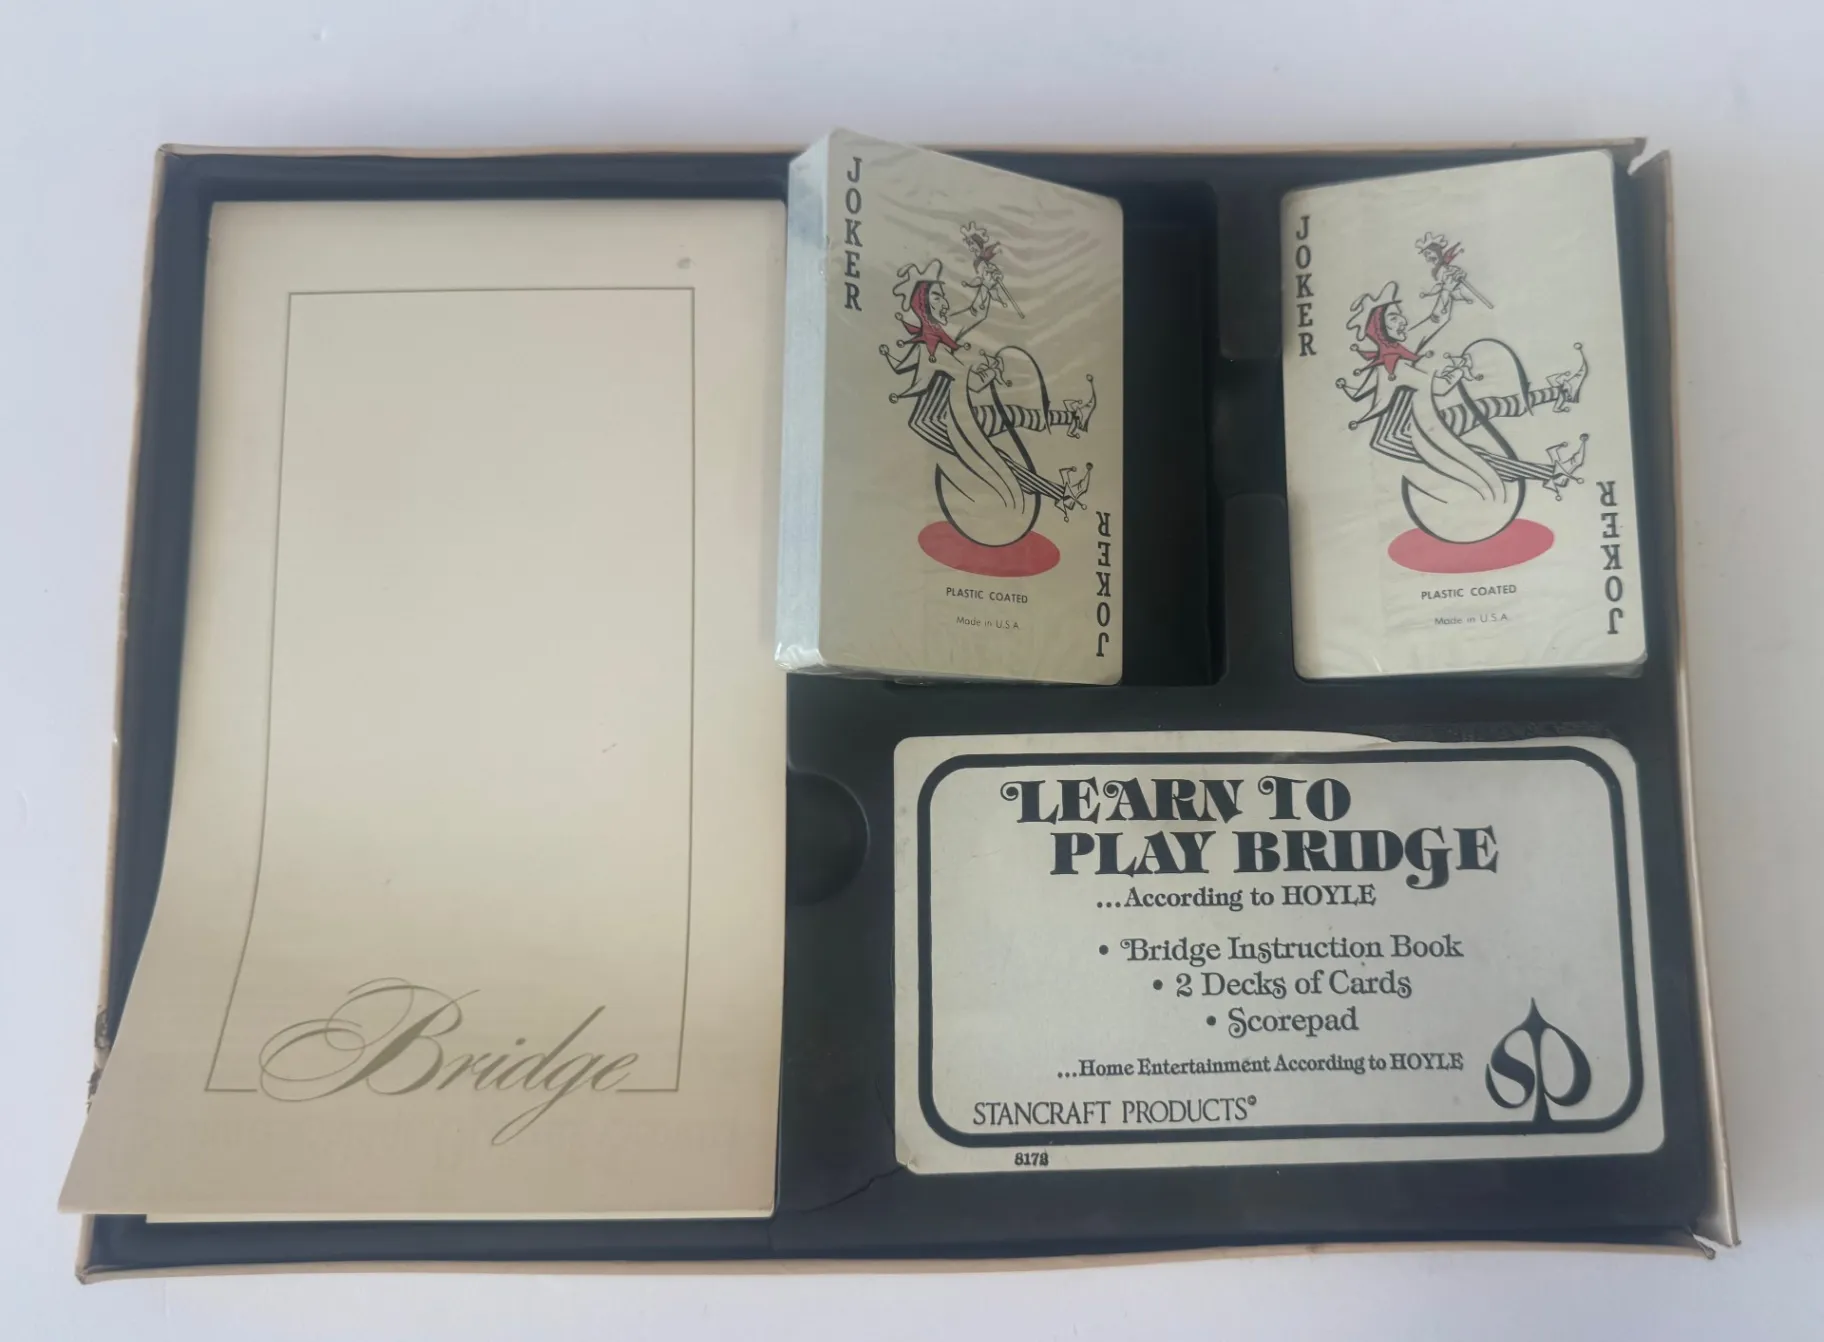 JOKER
PLASTIC COATED
Made in U.S.A.
JOKER
JOKER
PLASTIC COATED
Made in U.S.A.
JOKER
Bridge
LEARN TO
PLAY BRIDGE
...According to HOYLE
• Bridge Instruction Book
• 2 Decks of Cards
• Scorepad
...Home Entertainment According to HOYLE
STANCRAFT PRODUCTS®
SP